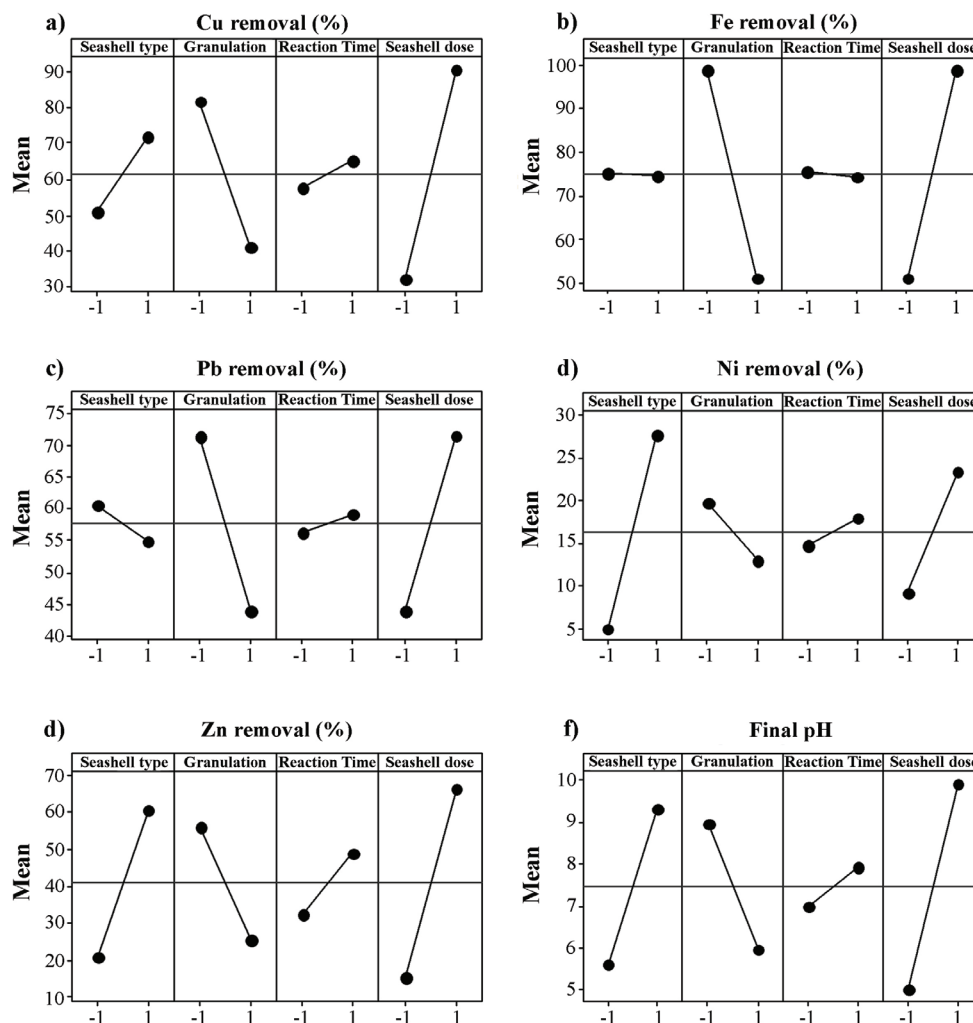 a) Cu removal (%)
Seashell type Granulation Reaction Time Seashell dose
90
80
70
60
50
40
30
Mean
-1 1 -1 1 -1 1 -1 1
b) Fe removal (%)
Seashell type Granulation Reaction Time Seashell dose
100
90
80
70
60
50
Mean
-1 1 -1 1 -1 1 -1 1
c) Pb removal (%)
Seashell type Granulation Reaction Time Seashell dose
75
70
65
60
55
50
45
40
Mean
-1 1 -1 1 -1 1 -1 1
d) Ni removal (%)
Seashell type Granulation Reaction Time Seashell dose
30
25
20
15
10
5
Mean
-1 1 -1 1 -1 1 -1 1
d) Zn removal (%)
Seashell type Granulation Reaction Time Seashell dose
70
60
50
40
30
20
10
Mean
-1 1 -1 1 -1 1 -1 1
f) Final pH
Seashell type Granulation Reaction Time Seashell dose
10
9
8
7
6
5
Mean
-1 1 -1 1 -1 1 -1 1